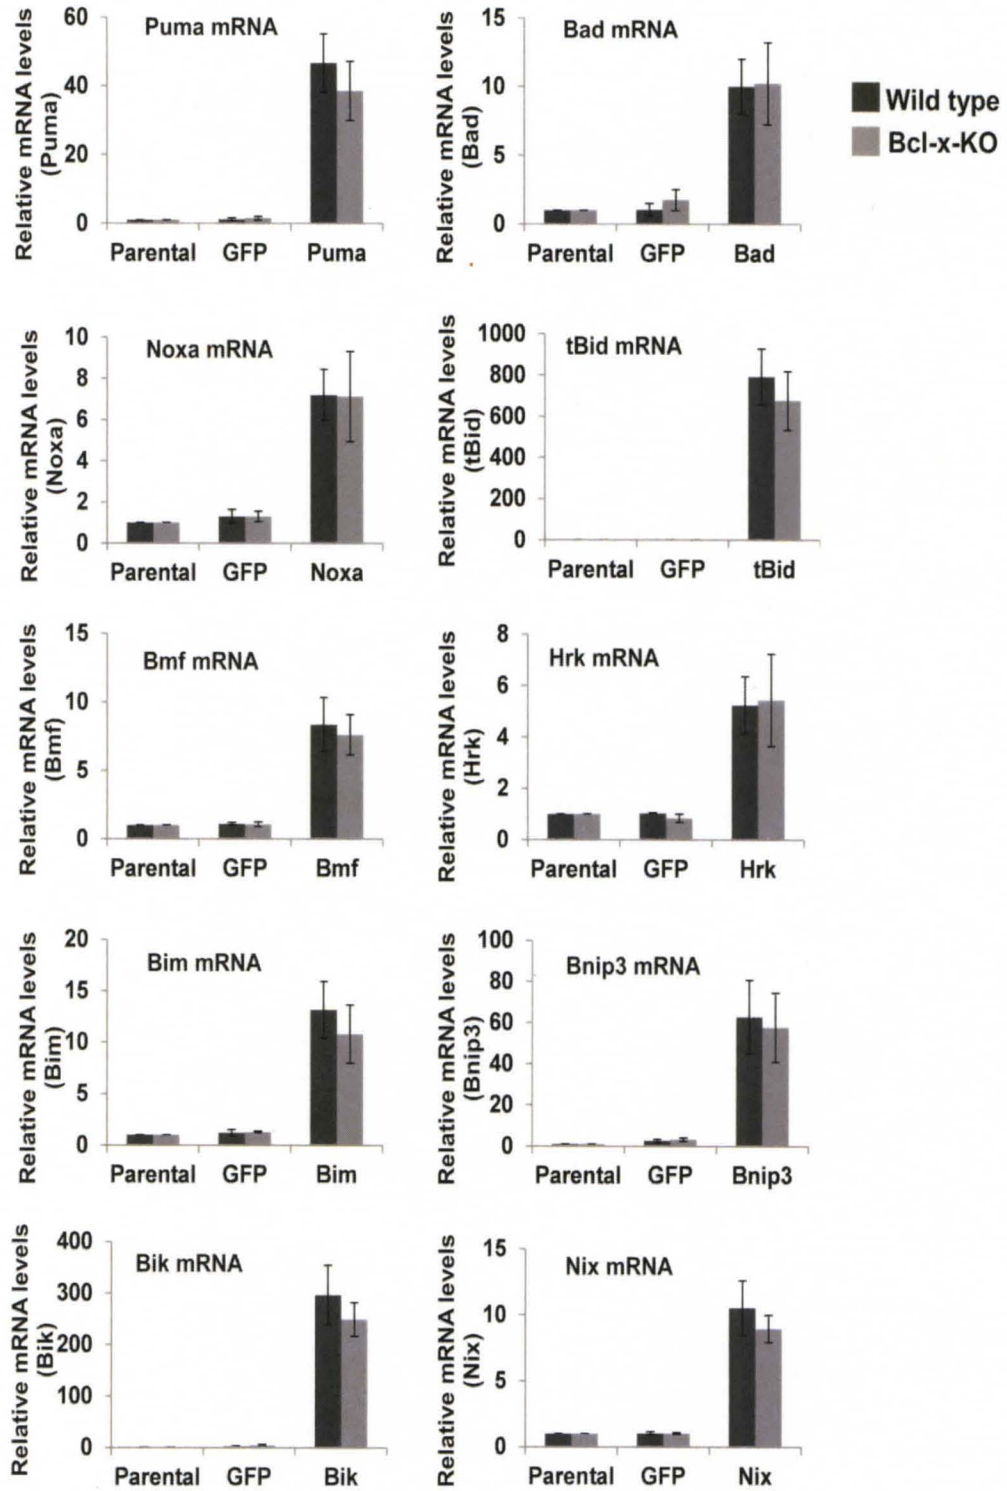 Puma mRNA
Relative mRNA levels
(Puma)
60
40
20
0
Parental GFP Puma
Bad mRNA
Relative mRNA levels
(Bad)
15
10
5
0
Parental GFP Bad
Wild type
Bcl-x-KO
Noxa mRNA
Relative mRNA levels
(Noxa)
10
8
6
4
2
0
Parental GFP Noxa
tBid mRNA
Relative mRNA levels
(tBid)
1000
800
600
400
200
0
Parental GFP tBid
Bmf mRNA
Relative mRNA levels
(Bmf)
15
10
5
0
Parental GFP Bmf
Hrk mRNA
Relative mRNA levels
(Hrk)
8
6
4
2
0
Parental GFP Hrk
Bim mRNA
Relative mRNA levels
(Bim)
20
15
10
5
0
Parental GFP Bim
Bnip3 mRNA
Relative mRNA levels
(Bnip3)
100
80
60
40
20
0
Parental GFP Bnip3
Bik mRNA
Relative mRNA levels
(Bik)
400
300
200
100
0
Parental GFP Bik
Nix mRNA
Relative mRNA levels
(Nix)
15
10
5
0
Parental GFP Nix